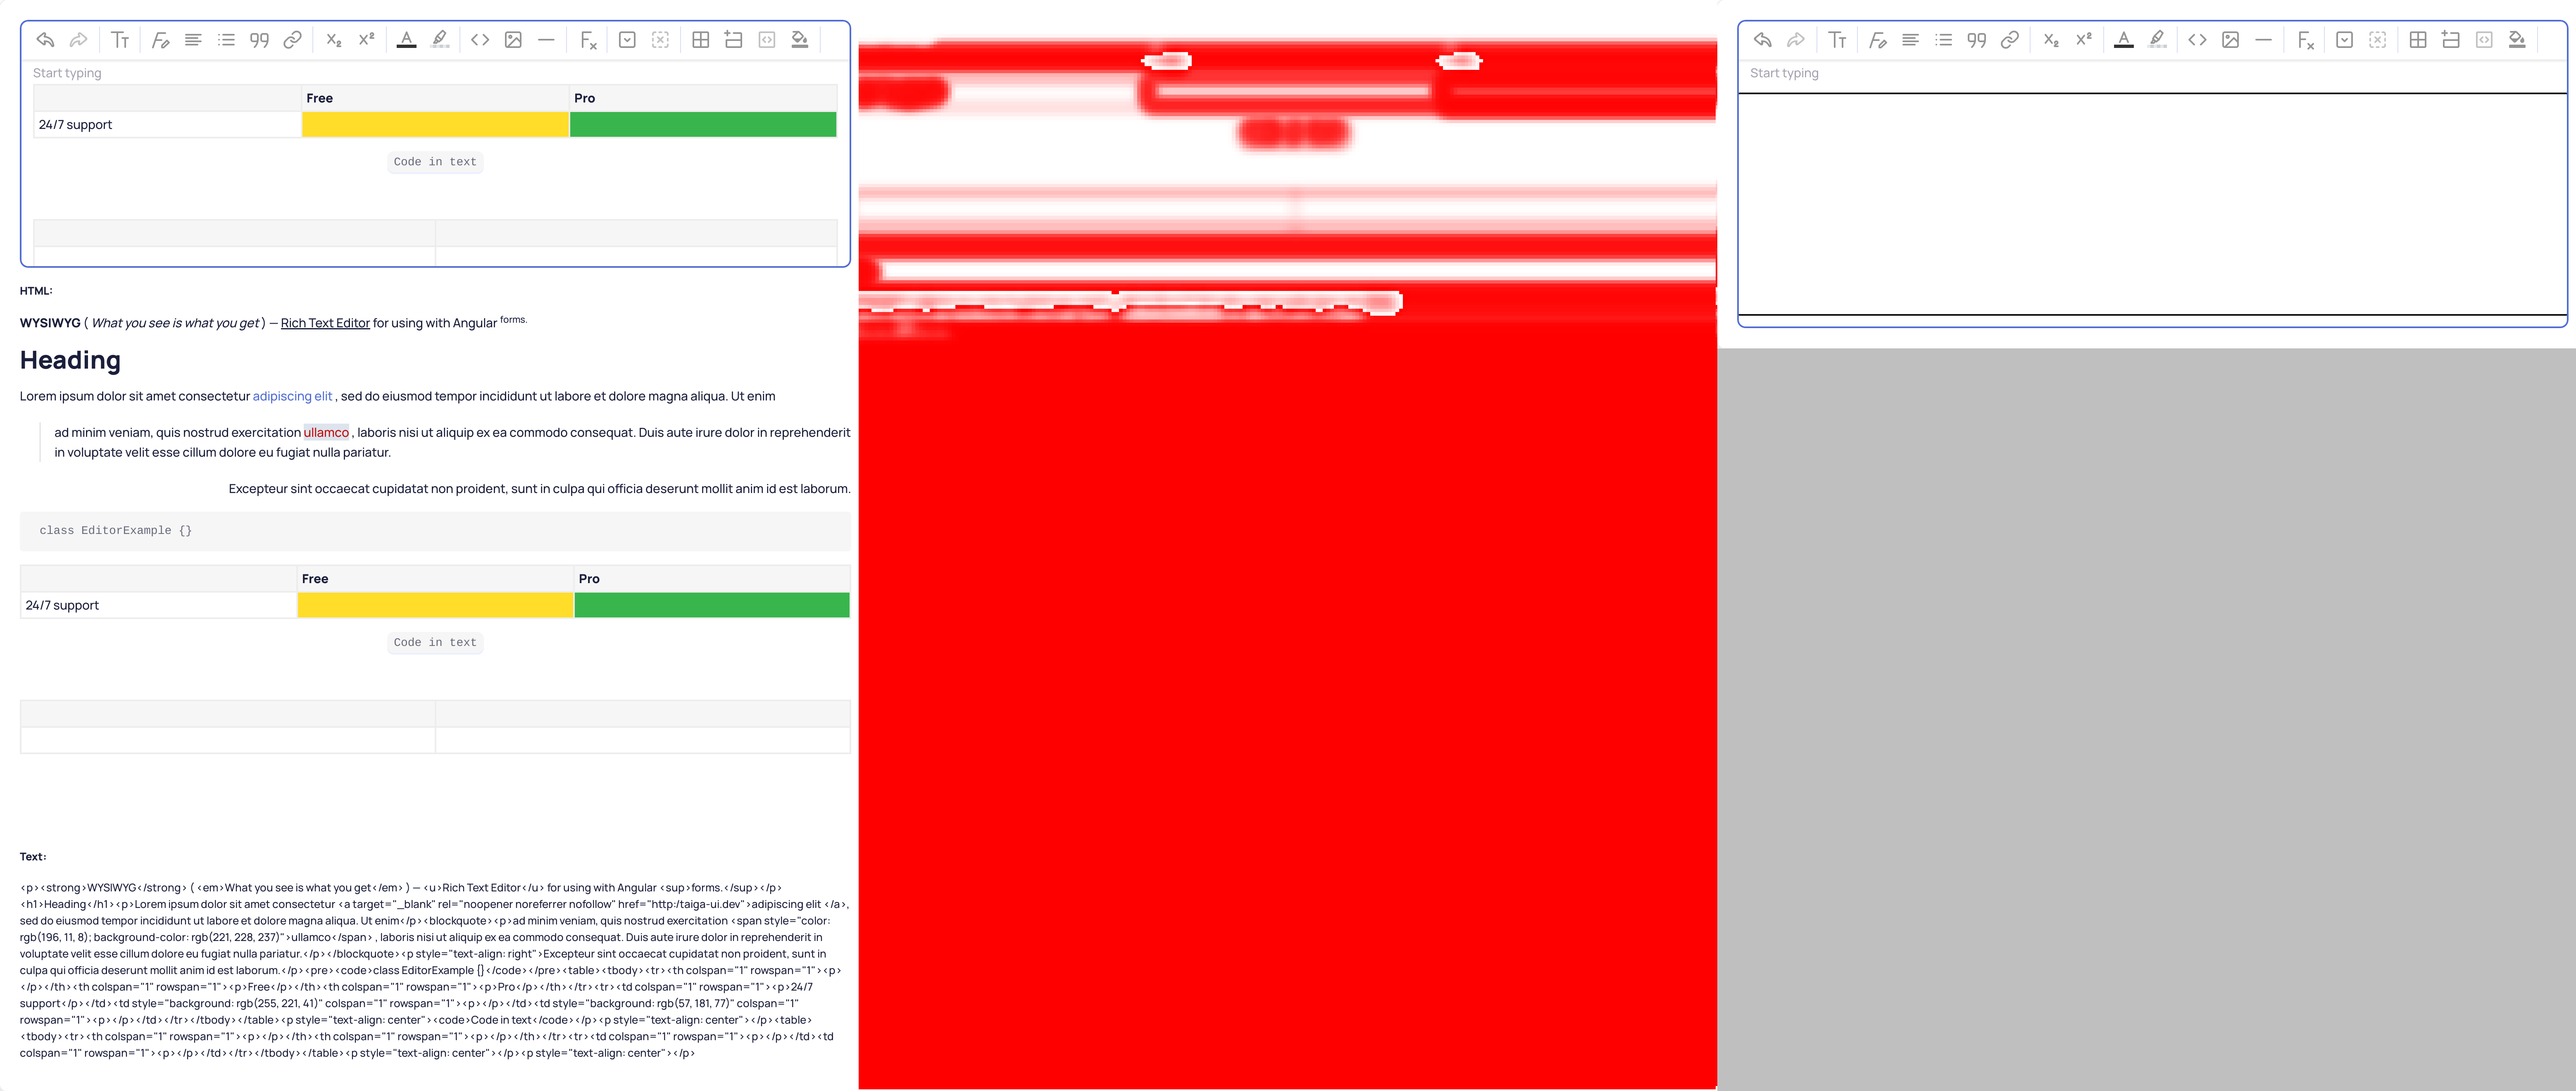 Start typing
Free Pro
24/7 support
Code in text
HTML:
WYSIWYG ( What you see is what you get ) — Rich Text Editor for using with Angular forms.
Heading
Lorem ipsum dolor sit amet consectetur adipiscing elit , sed do eiusmod tempor incididunt ut labore et dolore magna aliqua. Ut enim
ad minim veniam, quis nostrud exercitation ullamco , laboris nisi ut aliquip ex ea commodo consequat. Duis aute irure dolor in reprehenderit
in voluptate velit esse cillum dolore eu fugiat nulla pariatur.
Excepteur sint occaecat cupidatat non proident, sunt in culpa qui officia deserunt mollit anim id est laborum.
class EditorExample {}
Free Pro
24/7 support
Code in text
Text:
<p><strong>WYSIWYG</strong> ( <em>What you see is what you get</em> ) — <u>Rich Text Editor</u> for using with Angular <sup>forms.</sup></p>
<h1>Heading</h1><p>Lorem ipsum dolor sit amet consectetur <a target="_blank" rel="noopener noreferrer nofollow" href="http:/taiga-ui.dev">adipiscing elit </a>,
sed do eiusmod tempor incididunt ut labore et dolore magna aliqua. Ut enim</p><blockquote><p>ad minim veniam, quis nostrud exercitation <span style="color:
rgb(196, 11, 8); background-color: rgb(221, 228, 237)">ullamco</span> , laboris nisi ut aliquip ex ea commodo consequat. Duis aute irure dolor in reprehenderit in
voluptate velit esse cillum dolore eu fugiat nulla pariatur.</p></blockquote><p style="text-align: right">Excepteur sint occaecat cupidatat non proident, sunt in
culpa qui officia deserunt mollit anim id est laborum.</p><pre><code>class EditorExample {}</code></pre><table><tbody><tr><th colspan="1" rowspan="1"><p>
</p></th><th colspan="1" rowspan="1"><p>Free</p></th><th colspan="1" rowspan="1"><p>Pro</p></th></tr><tr><td colspan="1" rowspan="1"><p>24/7
support</p></td><td style="background: rgb(255, 221, 41)" colspan="1" rowspan="1"><p></p></td><td style="background: rgb(57, 181, 77)" colspan="1"
rowspan="1"><p></p></td></tr></tbody></table><p style="text-align: center"><code>Code in text</code></p><p style="text-align: center"></p><table>
<tbody><tr><th colspan="1" rowspan="1"><p></p></th><th colspan="1" rowspan="1"><p></p></th></tr><tr><td colspan="1" rowspan="1"><p></p></td><td
colspan="1" rowspan="1"><p></p></td></tr></tbody></table><p style="text-align: center"></p><p style="text-align: center"></p>
Start typing